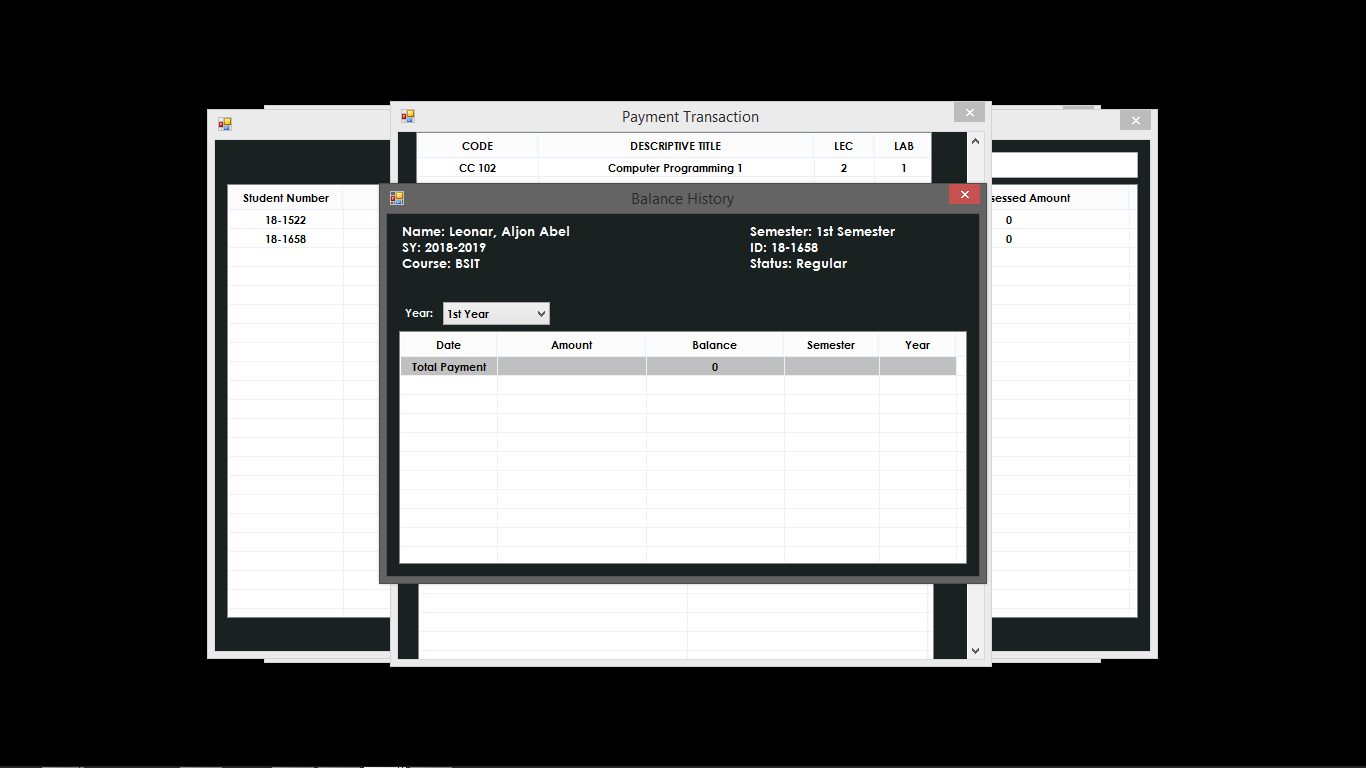 Payment Transaction
CODE DESCRIPTIVE TITLE LEC LAB
CC 102 Computer Programming 1 2 1
Student Number
18-1522
18-1658
sessed Amount
0
0
Balance History
Name: Leonar, Aljon Abel Semester: 1st Semester
SY: 2018-2019 ID: 18-1658
Course: BSIT Status: Regular
Year: 1st Year
Date Amount Balance Semester Year
Total Payment 0